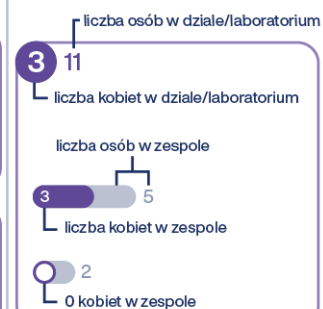 liczba osób w dziale/laboratorium
3 11
liczba kobiet w dziale/laboratorium
liczba osób w zespole
3 5
liczba kobiet w zespole
2
0 kobiet w zespole